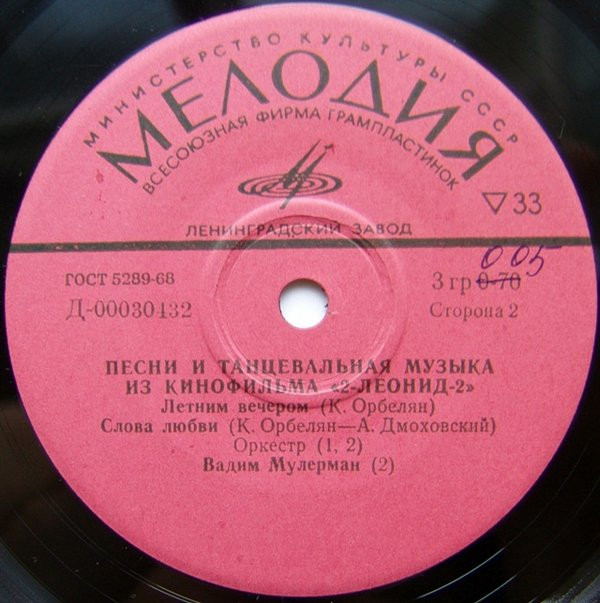 МИНИСТЕРСТВО КУЛЬТУРЫ СССР
МЕЛОДИЯ
ВСЕСОЮЗНАЯ ФИРМА ГРАМПЛАСТИНОК
▽33
ЛЕНИНГРАДСКИЙ ЗАВОД
005
ГОСТ 5289-68
3 гр 0-70
Д-00030432
Сторона 2
ПЕСНИ И ТАНЦЕВАЛЬНАЯ МУЗЫКА
ИЗ КИНОФИЛЬМА «2-ЛЕОНИД-2»
Летним вечером (К. Орбелян)
Слова любви (К. Орбелян—А. Дмоховский)
Оркестр (1, 2)
Вадим Мулерман (2)